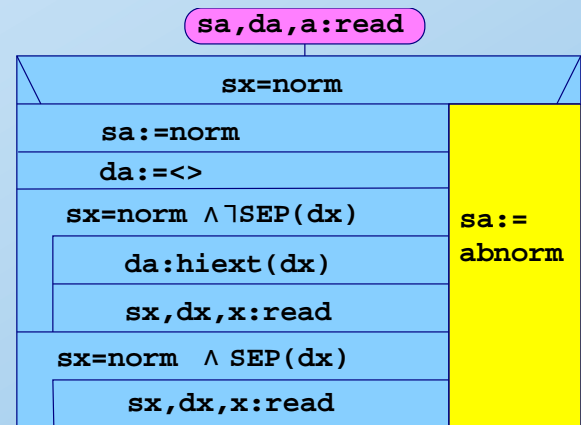 sa,da,a:read
sx=norm
sa:=norm
da:=<>
sx=norm ∧ ⅂SEP(dx)
da:hiext(dx)
sx,dx,x:read
sx=norm ∧ SEP(dx)
sx,dx,x:read
sa:=
abnorm